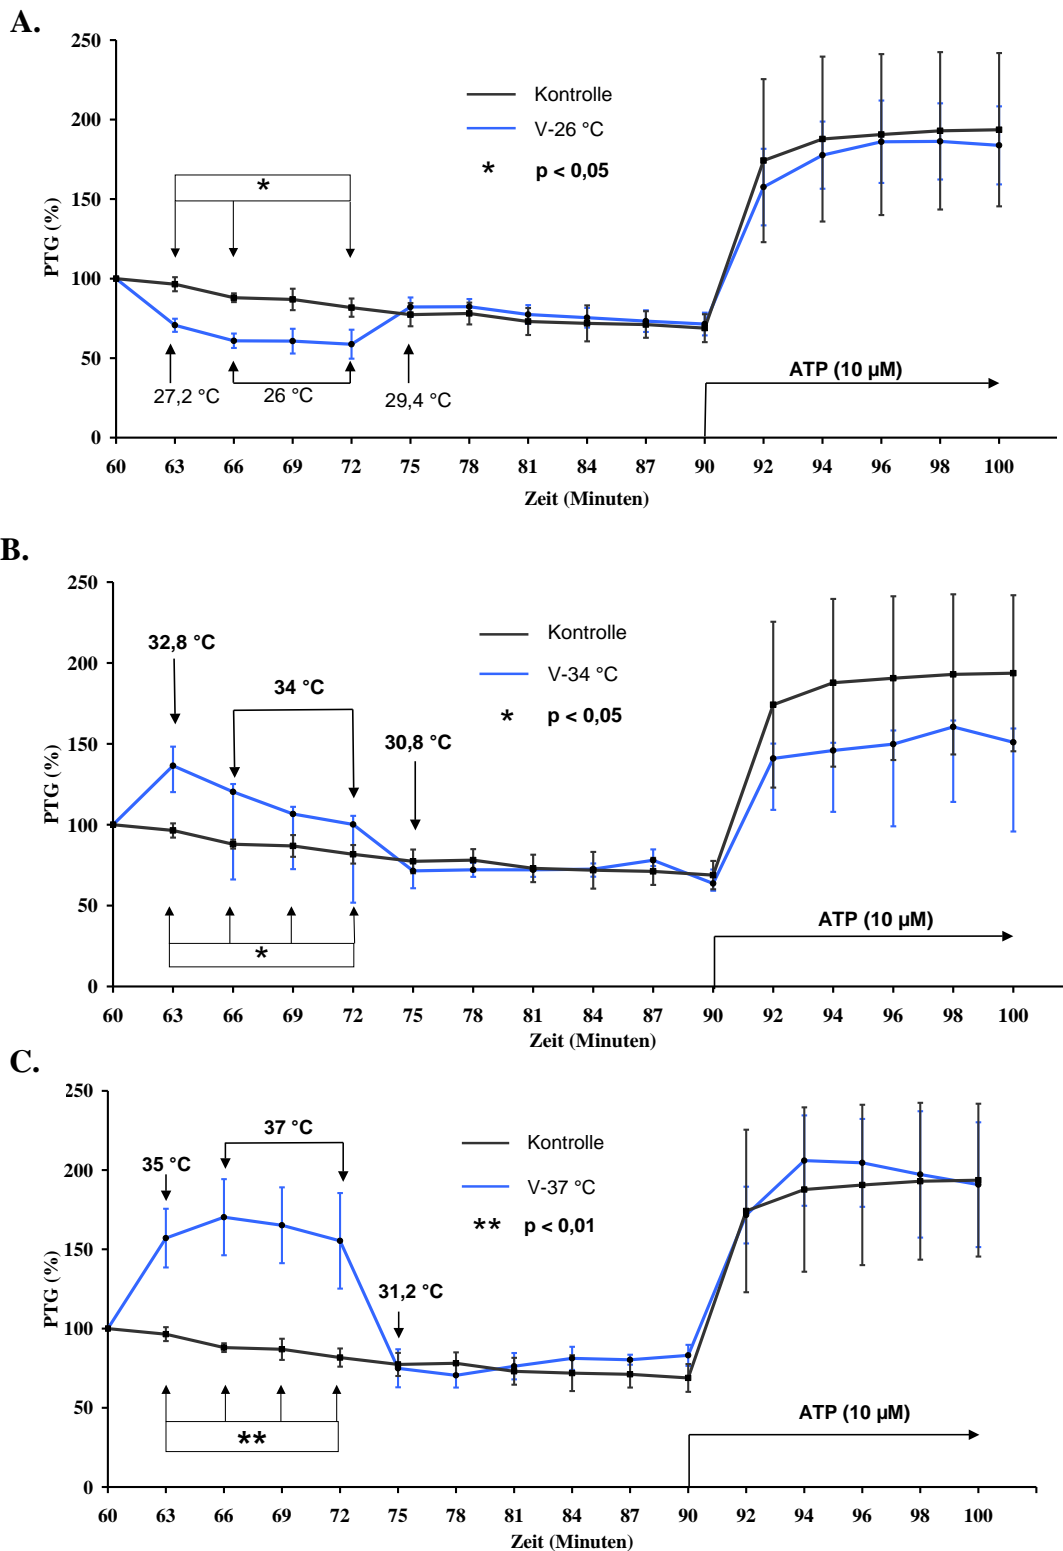 A.
250
200
150
100
50
0
PTG (%)
Kontrolle
V-26 °C
* p < 0,05
*
27,2 °C
26 °C
29,4 °C
ATP (10 µM)
60 63 66 69 72 75 78 81 84 87 90 92 94 96 98 100
Zeit (Minuten)
B.
250
200
150
100
50
0
PTG (%)
Kontrolle
V-34 °C
* p < 0,05
32,8 °C
34 °C
30,8 °C
*
ATP (10 µM)
60 63 66 69 72 75 78 81 84 87 90 92 94 96 98 100
Zeit (Minuten)
C.
250
200
150
100
50
0
PTG (%)
Kontrolle
V-37 °C
** p < 0,01
35 °C
37 °C
31,2 °C
**
ATP (10 µM)
60 63 66 69 72 75 78 81 84 87 90 92 94 96 98 100
Zeit (Minuten)